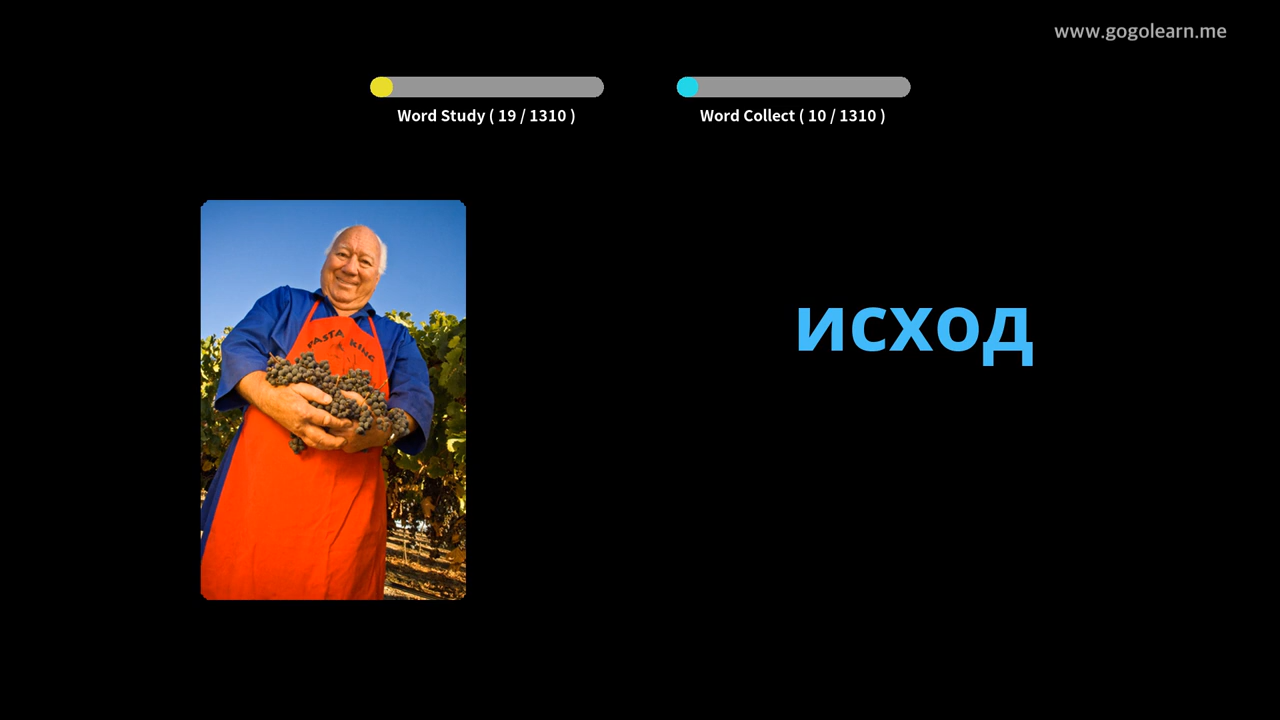 www.gogolearn.me
Word Study ( 19 / 1310 )
Word Collect ( 10 / 1310 )
PASTA KING
исход